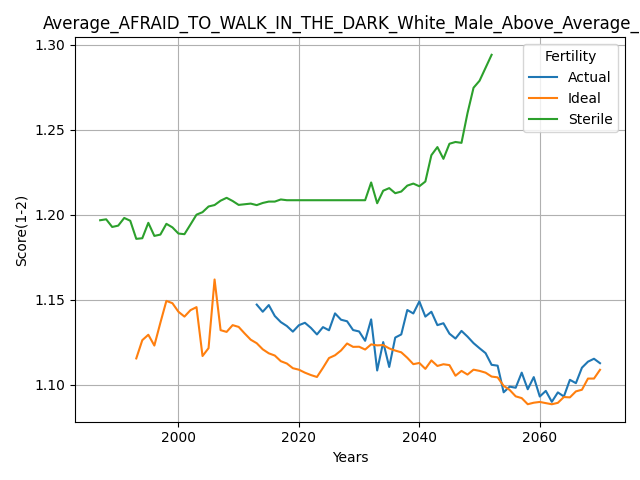 Average_AFRAID_TO_WALK_IN_THE_DARK_White_Male_Above_Average_
1.30
1.25
1.20
1.15
1.10
Score(1-2)
Fertility
Actual
Ideal
Sterile
2000 2020 2040 2060
Years